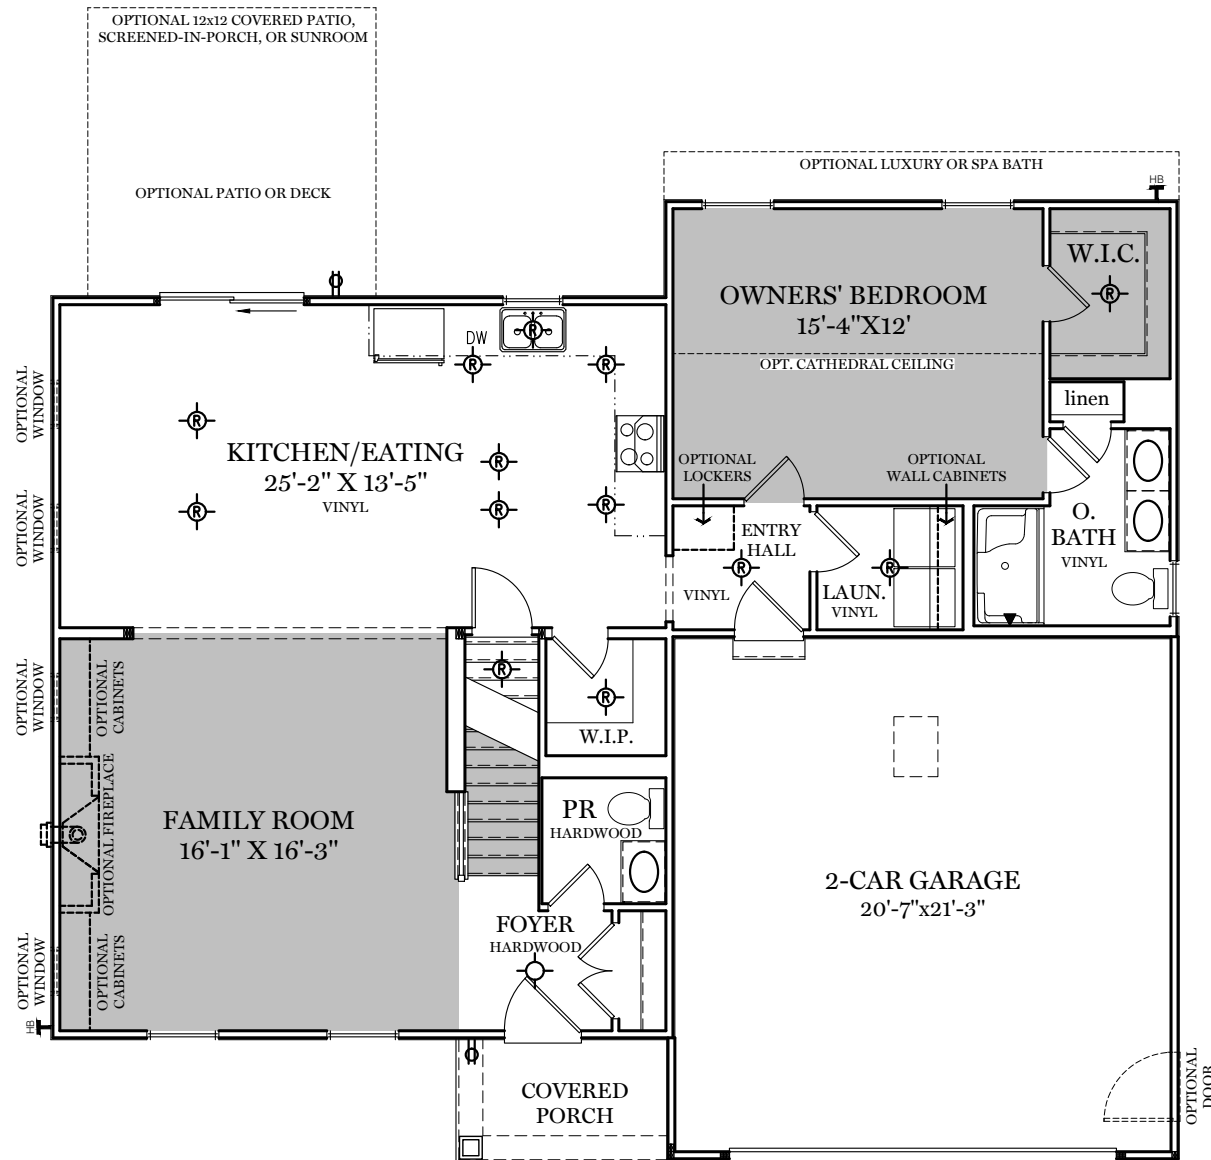 OPTIONAL 12x12 COVERED PATIO,
SCREENED-IN-PORCH, OR SUNROOM
OPTIONAL PATIO OR DECK
OPTIONAL LUXURY OR SPA BATH
HB
OWNERS' BEDROOM
15'-4"X12'
OPT. CATHEDRAL CEILING
W.I.C.
R
linen
DW
R
R
R
OPTIONAL
WINDOW
R
KITCHEN/EATING
25'-2" X 13'-5"
VINYL
R
R
R
R
OPTIONAL
WINDOW
OPTIONAL
LOCKERS
OPTIONAL
WALL CABINETS
ENTRY
HALL
R
VINYL
R
LAUN.
VINYL
O.
BATH
VINYL
OPTIONAL
WINDOW
OPTIONAL
CABINETS
R
R
W.I.P.
OPTIONAL FIREPLACE
FAMILY ROOM
16'-1" X 16'-3"
PR
HARDWOOD
2-CAR GARAGE
20'-7"x21'-3"
FOYER
HARDWOOD
OPTIONAL
WINDOW
OPTIONAL
CABINETS
HB
COVERED
PORCH
OPTIONAL
DOOR